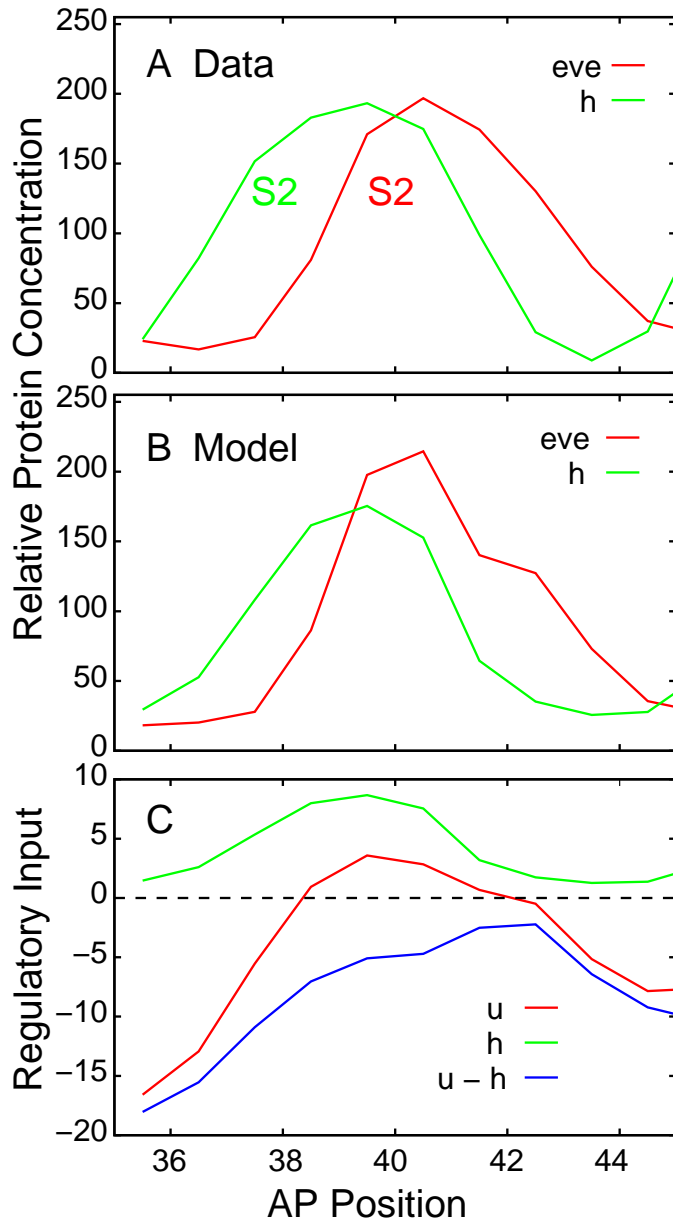 Relative Protein Concentration
250
200
150
100
50
0
A Data
eve
h
S2
S2
250
200
150
100
50
0
B Model
eve
h
Regulatory Input
10
5
0
−5
−10
−15
−20
C
u
h
u − h
36
38
40
42
44
AP Position